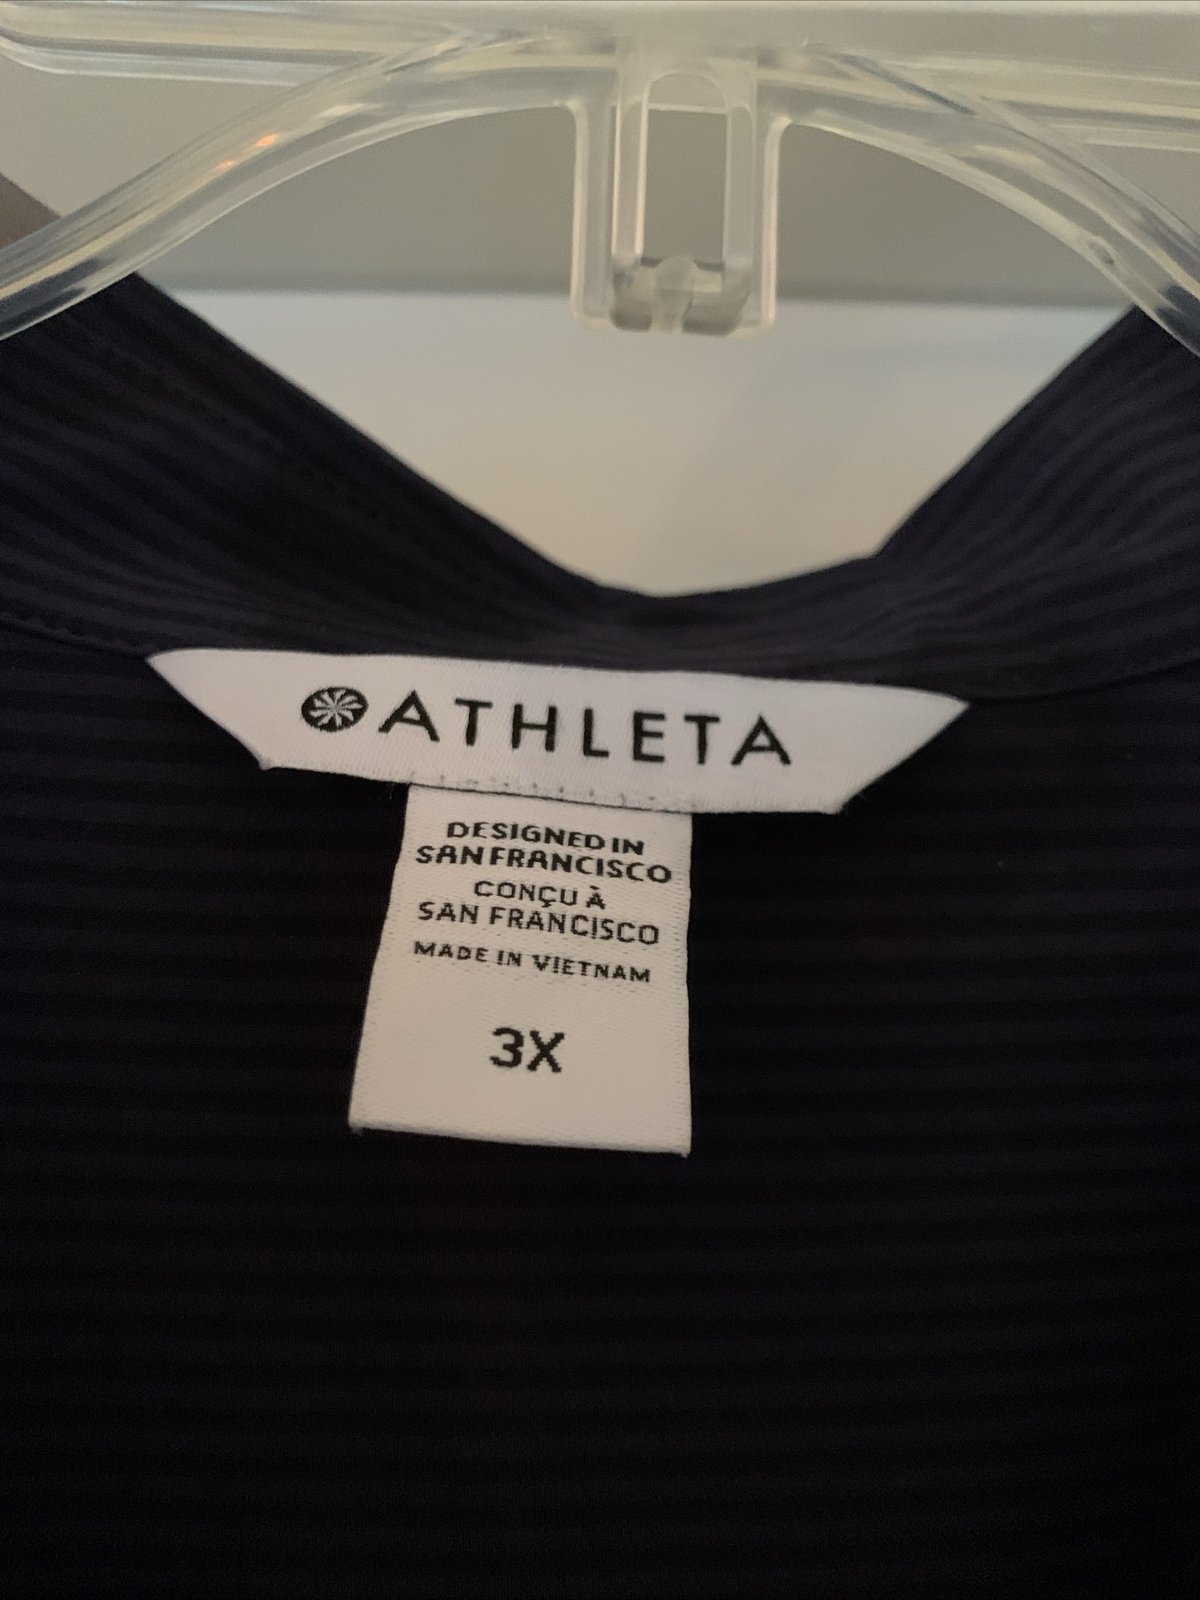 ATHLETA
DESIGNED IN
SAN FRANCISCO
CONÇU À
SAN FRANCISCO
MADE IN VIETNAM
3X